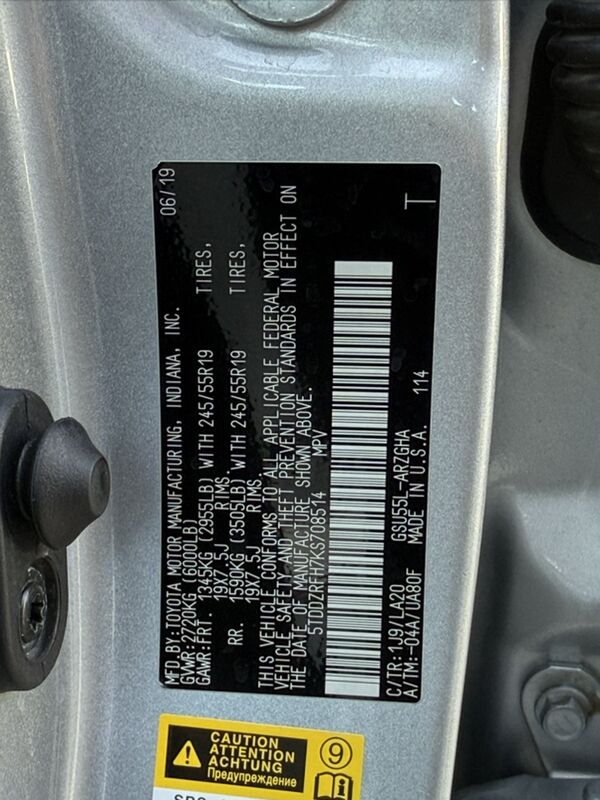 MFD.BY:TOYOTA MOTOR MANUFACTURING, INDIANA, INC. 06/19
GVWR:2720KG (6000LB)
GAWR:FRT. 1345KG (2955LB) WITH 245/55R19 TIRES,
19X7.5J RIMS,
RR. 1590KG (3505LB) WITH 245/55R19 TIRES,
19X7.5J RIMS.
THIS VEHICLE CONFORMS TO ALL APPLICABLE FEDERAL MOTOR
VEHICLE SAFETY AND THEFT PREVENTION STANDARDS IN EFFECT ON
THE DATE OF MANUFACTURE SHOWN ABOVE.
5TDDZRFH7KS708514 MPV
C/TR:1J9/LA20 GSU55L-ARZGHA T
A/TM:-04A/UA80F MADE IN U.S.A. 114
CAUTION
ATTENTION
ACHTUNG
Предупреждение
9